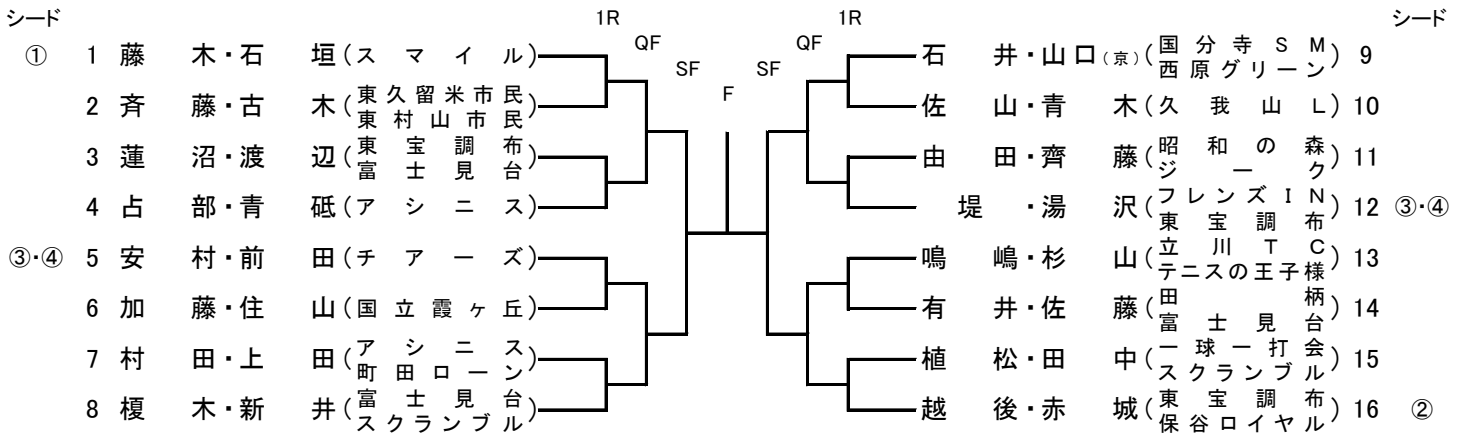 シード 1R 1R シード
QF QF
SF SF
F
① 1 藤木・石垣(スマイル)
2 斉藤・古木(東久留米市民
東村山市民)
3 蓮沼・渡辺(東宝調布
富士見台)
4 占部・青砥(アシニス)
③・④ 5 安村・前田(チアーズ)
6 加藤・住山(国立霞ヶ丘)
7 村田・上田(アシニス
町田ローン)
8 榎木・新井(富士見台
スクランブル)
石井・山口(京)(国分寺SM
西原グリーン) 9
佐山・青木(久我山L) 10
由田・齊藤(昭和の森
ジーク) 11
堤・湯沢(フレンズIN
東宝調布) 12 ③・④
鳴嶋・杉山(立川TC
テニスの王子様) 13
有井・佐藤(田柄
富士見台) 14
植松・田中(一球一打会
スクランブル) 15
越後・赤城(東宝調布
保谷ロイヤル) 16 ②